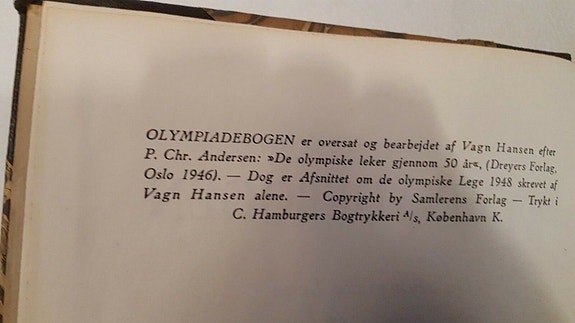 OLYMPIADEBOGEN er oversat og bearbejdet af Vagn Hansen efter
P. Chr. Andersen: »De olympiske leker gjennom 50 år«, (Dreyers Forlag,
Oslo 1946). — Dog er Afsnittet om de olympiske Lege 1948 skrevet af
Vagn Hansen alene. — Copyright by Samlerens Forlag — Trykt i
C. Hamburgers Bogtrykkeri A/s, København K.